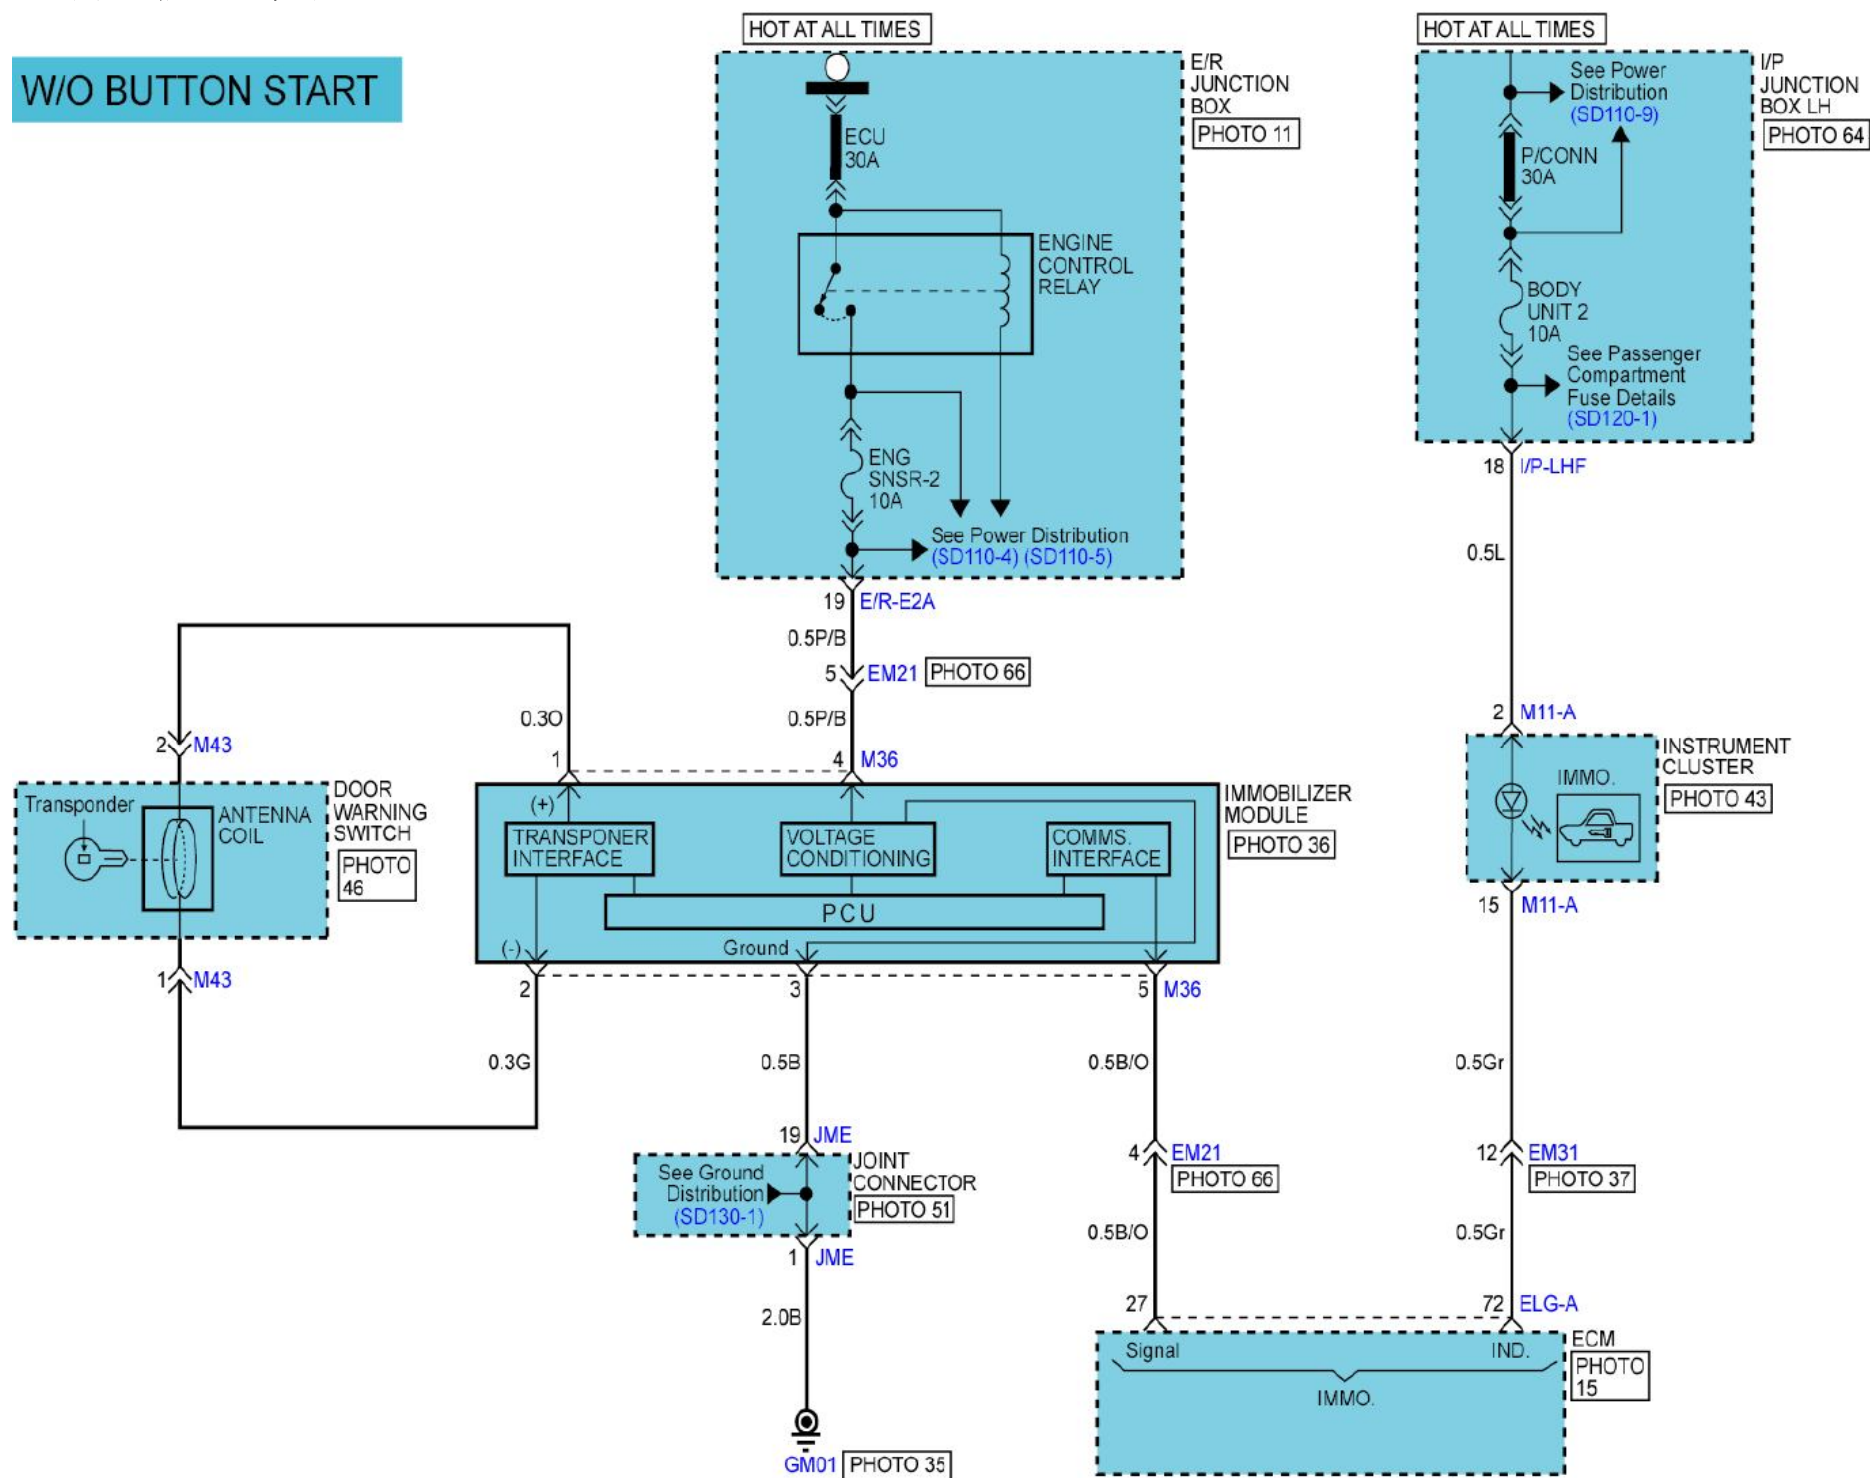 HOT AT ALL TIMES
HOT AT ALL TIMES
W/O BUTTON START
E/R
JUNCTION
BOX
PHOTO 11
ECU
30A
ENGINE
CONTROL
RELAY
ENG
SNSR-2
10A
See Power Distribution
(SD110-4) (SD110-5)
I/P
JUNCTION
BOX LH
PHOTO 64
See Power
Distribution
(SD110-9)
P/CONN
30A
BODY
UNIT 2
10A
See Passenger
Compartment
Fuse Details
(SD120-1)
18 I/P-LHF
0.5L
19 E/R-E2A
0.5P/B
5 EM21 PHOTO 66
0.3O
0.5P/B
1
4 M36
2 M43
2 M11-A
Transponder
ANTENNA
COIL
DOOR
WARNING
SWITCH
PHOTO
46
1 M43
(+)
TRANSPONER
INTERFACE
VOLTAGE
CONDITIONING
COMMS.
INTERFACE
PCU
(-)
Ground
IMMOBILIZER
MODULE
PHOTO 36
IMMO.
INSTRUMENT
CLUSTER
PHOTO 43
15 M11-A
2
3
5 M36
0.3G
0.5B
0.5B/O
0.5Gr
19 JME
See Ground
Distribution
(SD130-1)
JOINT
CONNECTOR
PHOTO 51
1 JME
2.0B
GM01 PHOTO 35
4 EM21
PHOTO 66
12 EM31
PHOTO 37
0.5B/O
0.5Gr
27
72 ELG-A
Signal
IND.
IMMO.
ECM
PHOTO
15